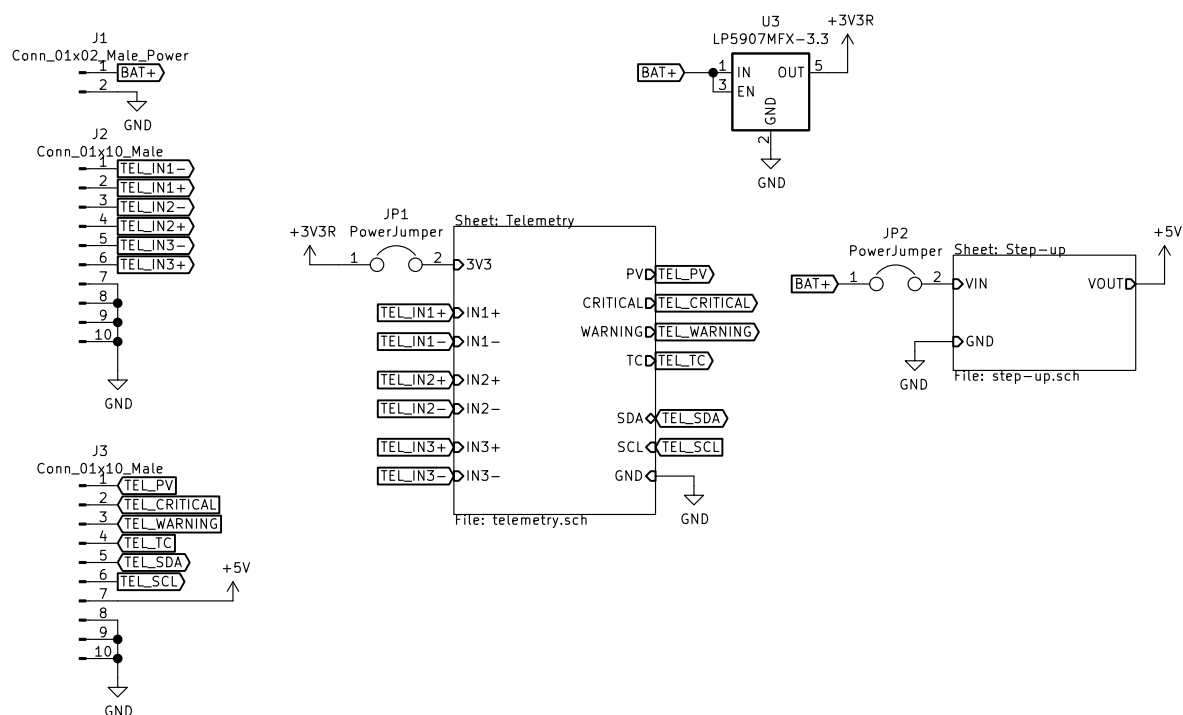 J1
Conn_01x02_Male_Power
1 BAT+
2
GND
J2
Conn_01x10_Male
1 TEL_IN1-
2 TEL_IN1+
3 TEL_IN2-
4 TEL_IN2+
5 TEL_IN3-
6 TEL_IN3+
7
8
9
10
GND
J3
Conn_01x10_Male
1 TEL_PV
2 TEL_CRITICAL
3 TEL_WARNING
4 TEL_TC
5 TEL_SDA
6 TEL_SCL
7 +5V
8
9
10
GND
U3
LP5907MFX-3.3
+3V3R
BAT+ 1 IN OUT 5
3 EN
GND
2
GND
+3V3R
JP1
PowerJumper
1 2
Sheet: Telemetry
3V3
TEL_IN1+ IN1+
TEL_IN1- IN1-
TEL_IN2+ IN2+
TEL_IN2- IN2-
TEL_IN3+ IN3+
TEL_IN3- IN3-
PV TEL_PV
CRITICAL TEL_CRITICAL
WARNING TEL_WARNING
TC TEL_TC
SDA TEL_SDA
SCL TEL_SCL
GND
GND
File: telemetry.sch
JP2
PowerJumper
BAT+ 1 2
Sheet: Step-up
VIN VOUT
+5V
GND
GND
File: step-up.sch